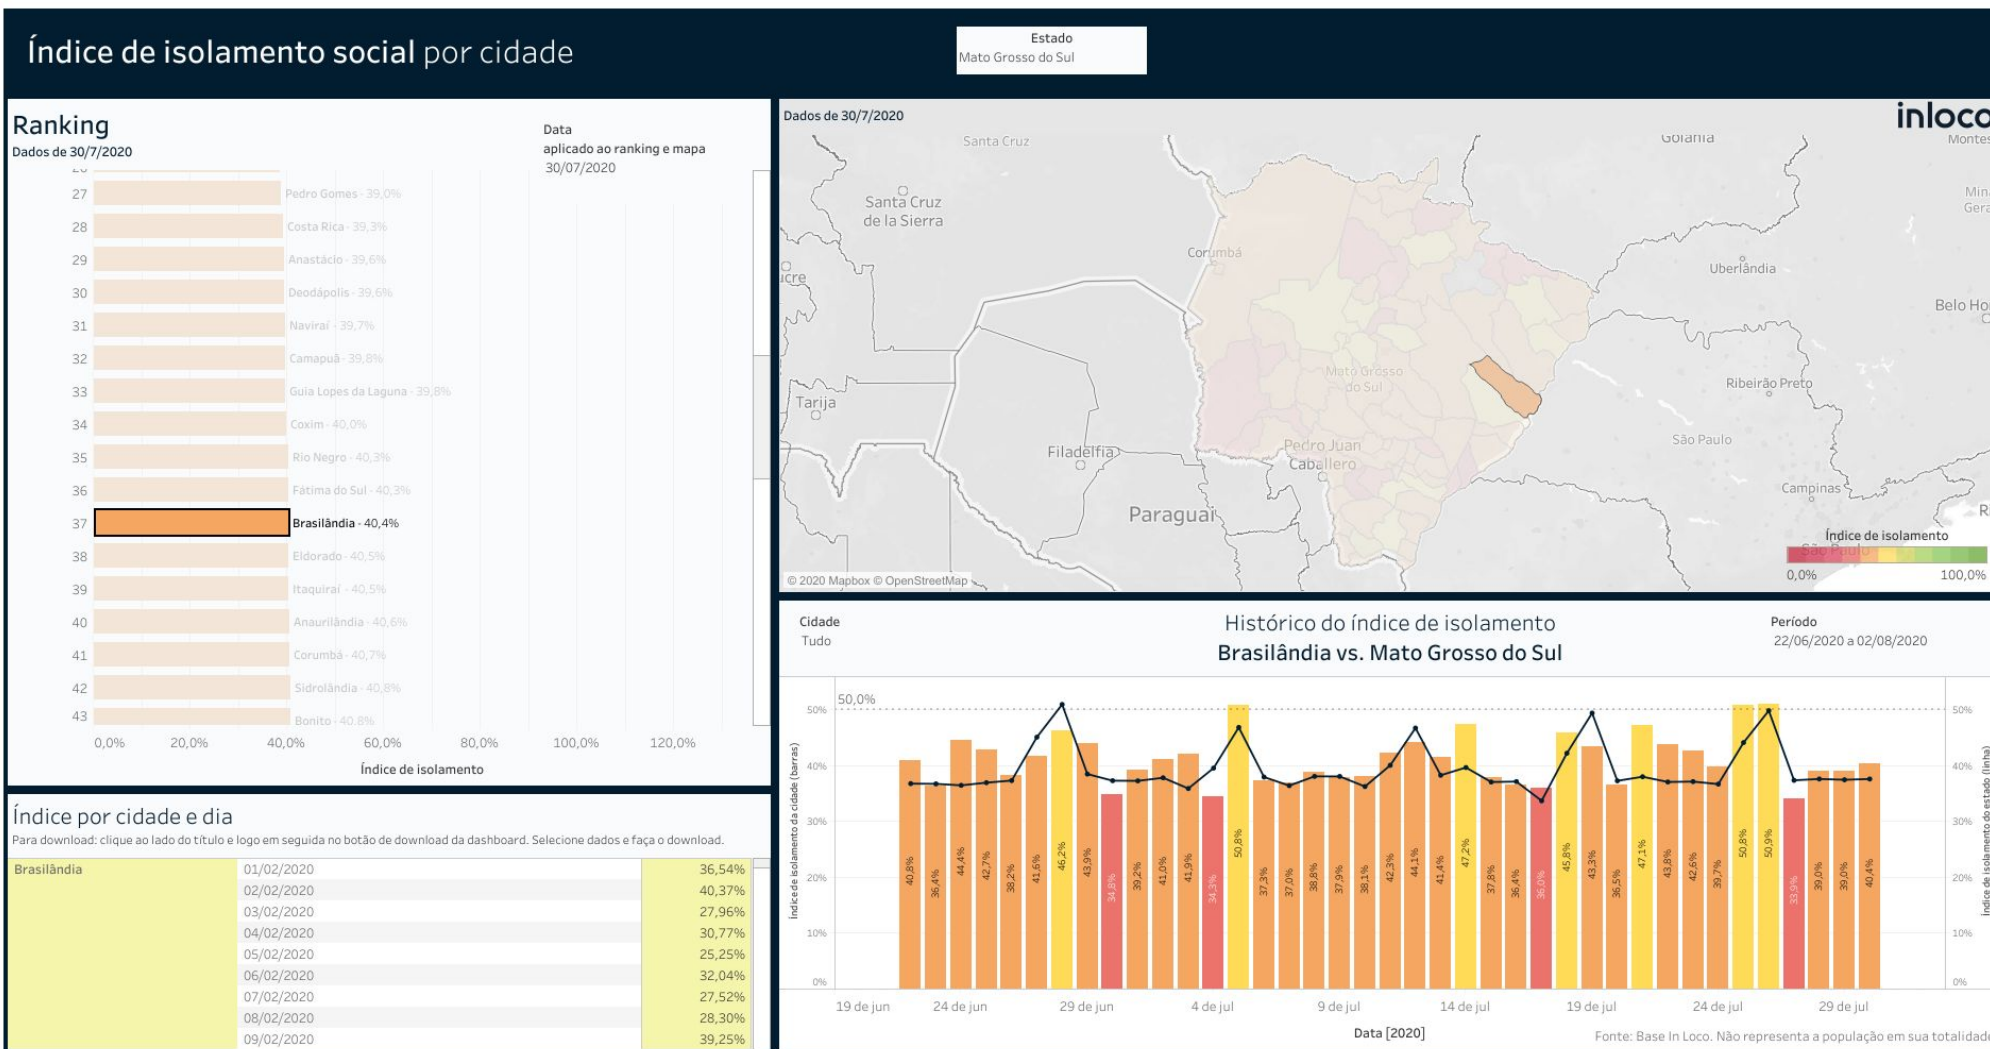 Índice de isolamento social por cidade
Estado
Mato Grosso do Sul
Ranking
Dados de 30/7/2020
Data
aplicado ao ranking e mapa
30/07/2020
27 Pedro Gomes - 39,0%
28 Costa Rica - 39,3%
29 Anastácio - 39,6%
30 Deodápolis - 39,6%
31 Naviraí - 39,7%
32 Camapuã - 39,8%
33 Guia Lopes da Laguna - 39,8%
34 Coxim - 40,0%
35 Rio Negro - 40,3%
36 Fátima do Sul - 40,3%
37 Brasilândia - 40,4%
38 Eldorado - 40,5%
39 Itaquiraí - 40,5%
40 Anaurilândia - 40,6%
41 Corumbá - 40,7%
42 Sidrolândia - 40,8%
43 Bonito - 40,8%
0,0% 20,0% 40,0% 60,0% 80,0% 100,0% 120,0%
Índice de isolamento
Índice por cidade e dia
Para download: clique ao lado do título e logo em seguida no botão de download da dashboard. Selecione dados e faça o download.
Brasilândia 01/02/2020 36,54%
02/02/2020 40,37%
03/02/2020 27,96%
04/02/2020 30,77%
05/02/2020 25,25%
06/02/2020 32,04%
07/02/2020 27,52%
08/02/2020 28,30%
09/02/2020 39,25%
Dados de 30/7/2020
inloco
Santa Cruz
Goiânia
Montes
Santa Cruz
de la Sierra
Min
Gera
Corumbá
Uberlândia
ucre
Belo Ho
Mato Grosso
do Sul
Ribeirão Preto
Tarija
São Paulo
Filadelfia
Pedro Juan
Caballero
Campinas
Paraguai
R
Índice de isolamento
São Paulo
0,0% 100,0%
© 2020 Mapbox © OpenStreetMap
Cidade
Tudo
Histórico do índice de isolamento
Brasilândia vs. Mato Grosso do Sul
Período
22/06/2020 a 02/08/2020
50,0%
50%
40%
30%
20%
10%
0%
Índice de isolamento da cidade (barras)
40,8% 36,4% 44,4% 42,7% 38,2% 41,6% 46,2% 43,9% 34,8% 39,2% 41,0% 41,9% 34,3% 50,8% 37,3% 37,0% 38,8% 37,9% 38,1% 42,3% 44,1% 41,4% 47,2% 37,8% 36,4% 36,0% 45,8% 43,3% 36,5% 47,1% 43,8% 42,6% 39,7% 50,8% 50,9% 33,9% 39,0% 39,0% 40,4%
50%
40%
30%
20%
10%
0%
Índice de isolamento do estado (linha)
19 de jun 24 de jun 29 de jun 4 de jul 9 de jul 14 de jul 19 de jul 24 de jul 29 de jul
Data [2020]
Fonte: Base In Loco. Não representa a população em sua totalidade